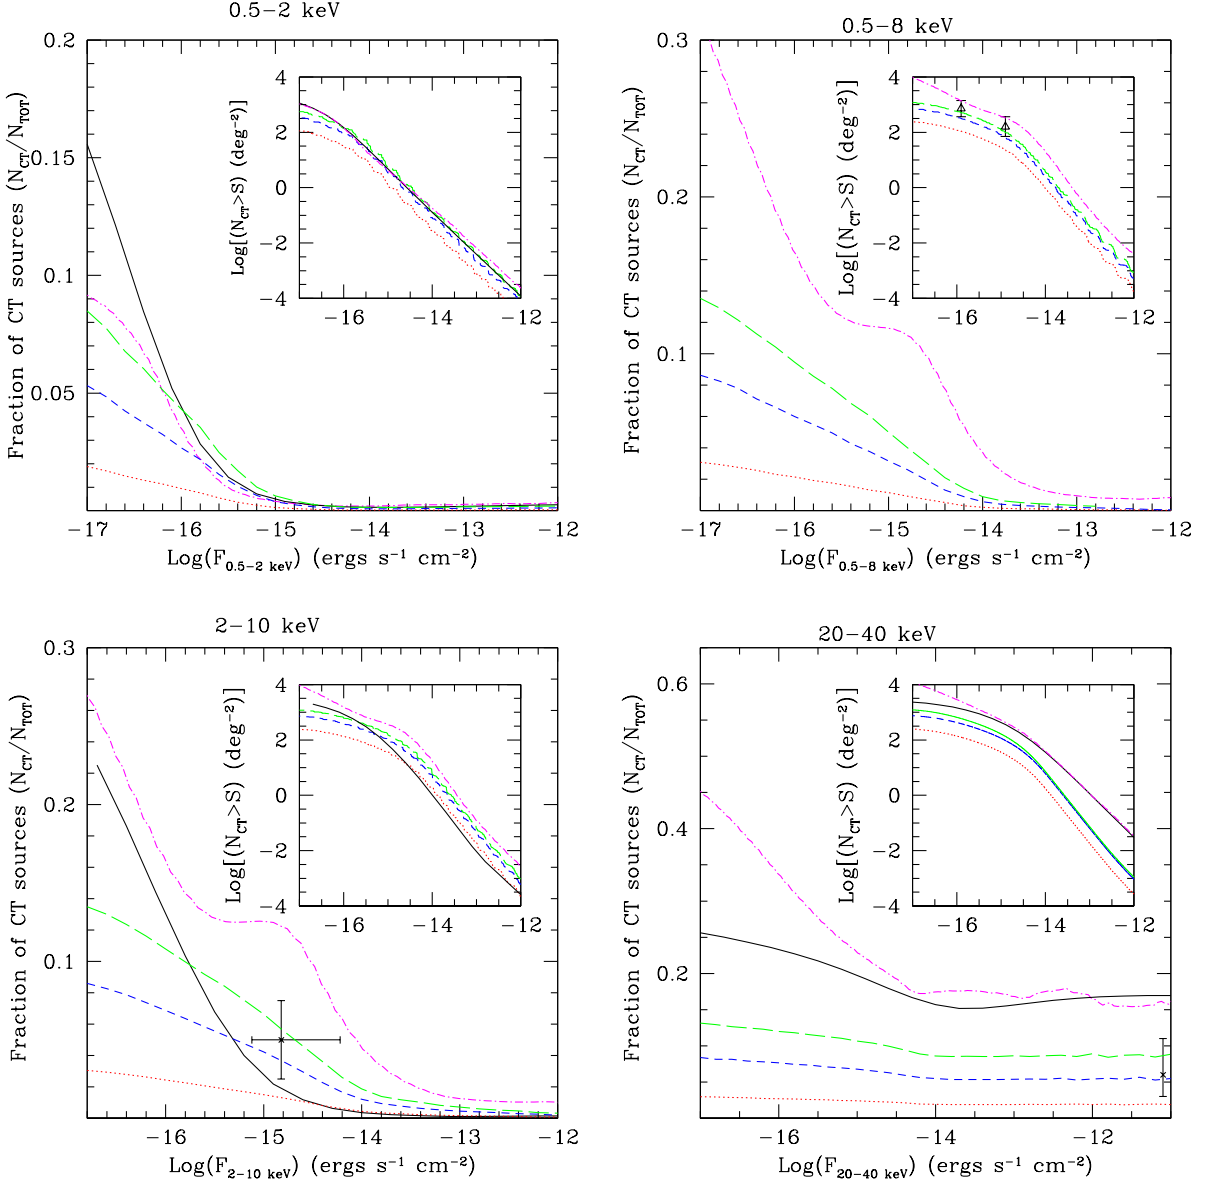 0.5−2 keV
0.2
0.15
0.1
0.05
Fraction of CT sources (N_CT/N_TOT)
−17 −16 −15 −14 −13 −12
Log(F_0.5−2 keV) (ergs s⁻¹ cm⁻²)
4
2
0
−2
−4
Log[(N_CT>S) (deg⁻²)]
−16 −14 −12
0.5−8 keV
0.3
0.2
0.1
Fraction of CT sources (N_CT/N_TOT)
−17 −16 −15 −14 −13 −12
Log(F_0.5−8 keV) (ergs s⁻¹ cm⁻²)
4
2
0
−2
−4
Log[(N_CT>S) (deg⁻²)]
−16 −14 −12
2−10 keV
0.3
0.2
0.1
Fraction of CT sources (N_CT/N_TOT)
−16 −15 −14 −13 −12
Log(F_2−10 keV) (ergs s⁻¹ cm⁻²)
4
2
0
−2
−4
Log[(N_CT>S) (deg⁻²)]
−16 −14 −12
20−40 keV
0.6
0.4
0.2
Fraction of CT sources (N_CT/N_TOT)
−16 −14 −12
Log(F_20−40 keV) (ergs s⁻¹ cm⁻²)
4
2
0
−2
−4
Log[(N_CT>S) (deg⁻²)]
−16 −14 −12